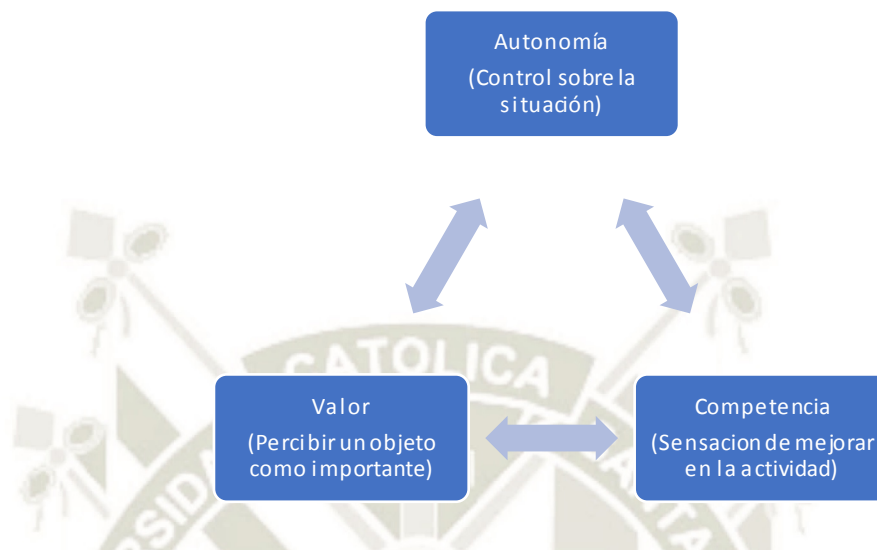 Autonomía
(Control sobre la
situación)
CATOLICA
Valor
(Percibir un objeto
como importante)
Competencia
(Sensacion de mejorar
en la actividad)